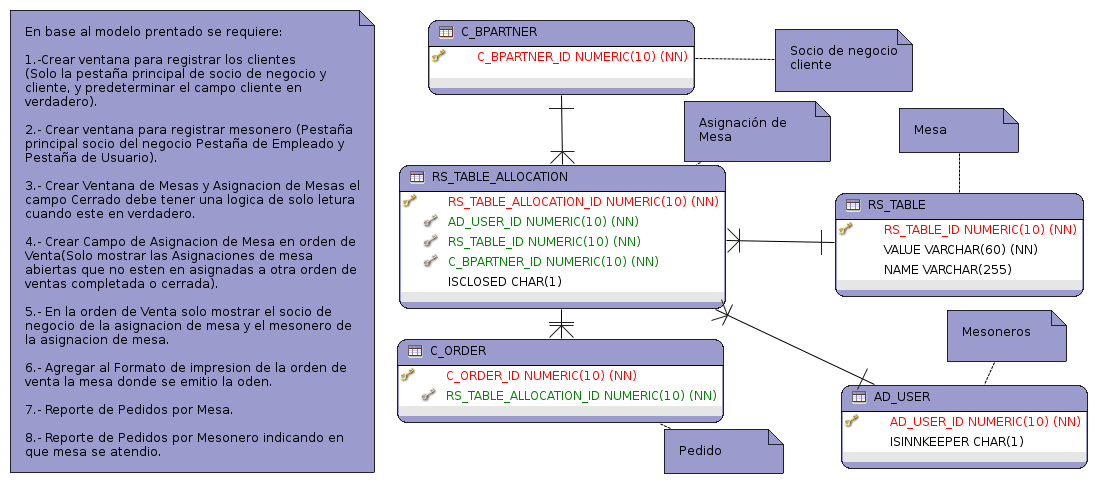 En base al modelo prentado se requiere:
1.-Crear ventana para registrar los clientes
(Solo la pestaña principal de socio de negocio y
cliente, y predeterminar el campo cliente en
verdadero).
2.- Crear ventana para registrar mesonero (Pestaña
principal socio del negocio Pestaña de Empleado y
Pestaña de Usuario).
3.- Crear Ventana de Mesas y Asignacion de Mesas el
campo Cerrado debe tener una logica de solo letura
cuando este en verdadero.
4.- Crear Campo de Asignacion de Mesa en orden de
Venta(Solo mostrar las Asignaciones de mesa
abiertas que no esten en asignadas a otra orden de
ventas completada o cerrada).
5.- En la orden de Venta solo mostrar el socio de
negocio de la asignacion de mesa y el mesonero de
la asignacion de mesa.
6.- Agregar al Formato de impresion de la orden de
venta la mesa donde se emitio la oden.
7.- Reporte de Pedidos por Mesa.
8.- Reporte de Pedidos por Mesonero indicando en
que mesa se atendio.
C_BPARTNER
C_BPARTNER_ID NUMERIC(10) (NN)
Socio de negocio
cliente
Asignación de
Mesa
Mesa
RS_TABLE_ALLOCATION
RS_TABLE_ALLOCATION_ID NUMERIC(10) (NN)
AD_USER_ID NUMERIC(10) (NN)
RS_TABLE_ID NUMERIC(10) (NN)
C_BPARTNER_ID NUMERIC(10) (NN)
ISCLOSED CHAR(1)
RS_TABLE
RS_TABLE_ID NUMERIC(10) (NN)
VALUE VARCHAR(60) (NN)
NAME VARCHAR(255)
C_ORDER
C_ORDER_ID NUMERIC(10) (NN)
RS_TABLE_ALLOCATION_ID NUMERIC(10) (NN)
Mesoneros
AD_USER
AD_USER_ID NUMERIC(10) (NN)
ISINNKEEPER CHAR(1)
Pedido